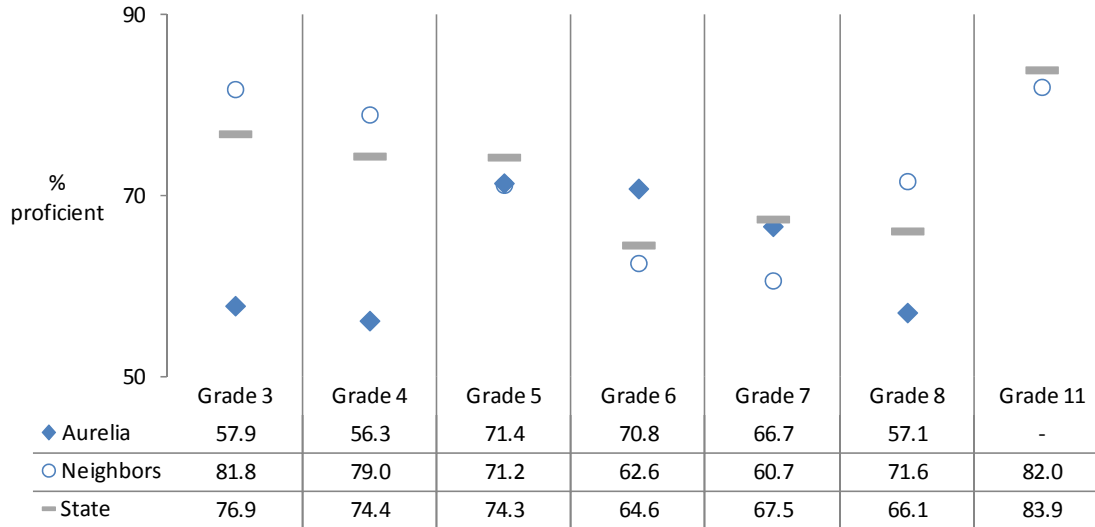 90
70
50
%
proficient
Grade 3 Grade 4 Grade 5 Grade 6 Grade 7 Grade 8 Grade 11
Aurelia 57.9 56.3 71.4 70.8 66.7 57.1 -
Neighbors 81.8 79.0 71.2 62.6 60.7 71.6 82.0
State 76.9 74.4 74.3 64.6 67.5 66.1 83.9